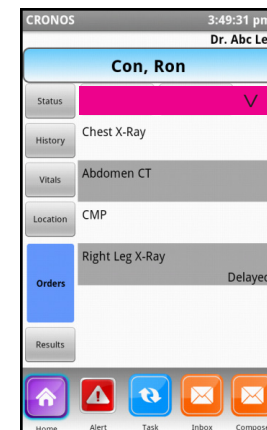 CRONOS 3:49:31 pm
Dr. Abc Le
Con, Ron
Status
V
History
Chest X-Ray
Vitals
Abdomen CT
Location
CMP
Orders
Right Leg X-Ray
Delayed
Results
Home Alert Task Inbox Compose